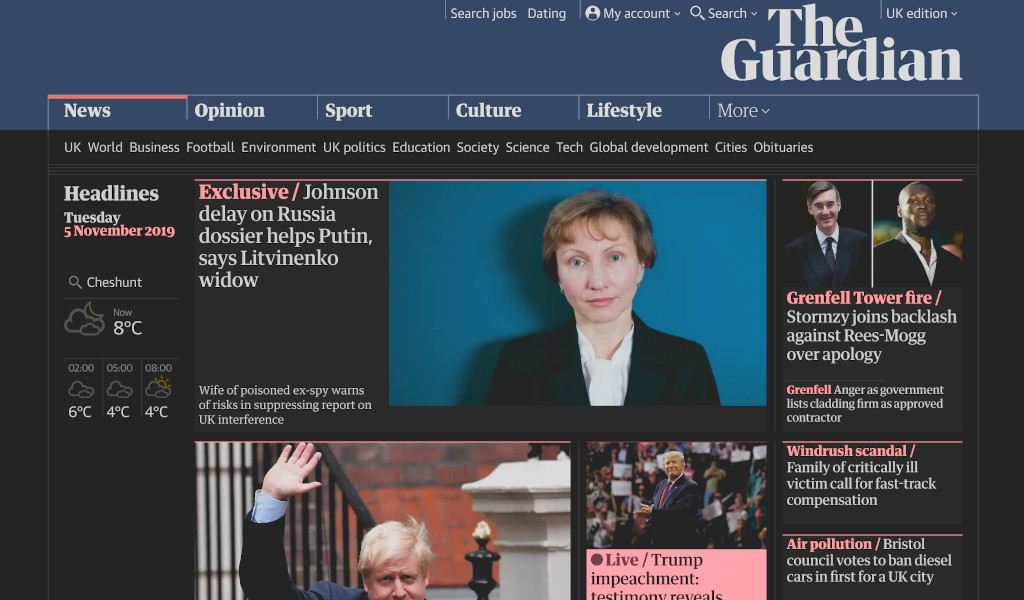 Search jobs Dating My account Search UK edition
The
Guardian
News Opinion Sport Culture Lifestyle More
UK World Business Football Environment UK politics Education Society Science Tech Global development Cities Obituaries
Headlines
Tuesday
5 November 2019
Cheshunt
Now
8°C
02:00 05:00 08:00
6°C 4°C 4°C
Exclusive / Johnson
delay on Russia
dossier helps Putin,
says Litvinenko
widow
Wife of poisoned ex-spy warns
of risks in suppressing report on
UK interference
Grenfell Tower fire /
Stormzy joins backlash
against Rees-Mogg
over apology
Grenfell Anger as government
lists cladding firm as approved
contractor
Live / Trump
impeachment:
testimony reveals
Windrush scandal /
Family of critically ill
victim call for fast-track
compensation
Air pollution / Bristol
council votes to ban diesel
cars in first for a UK city